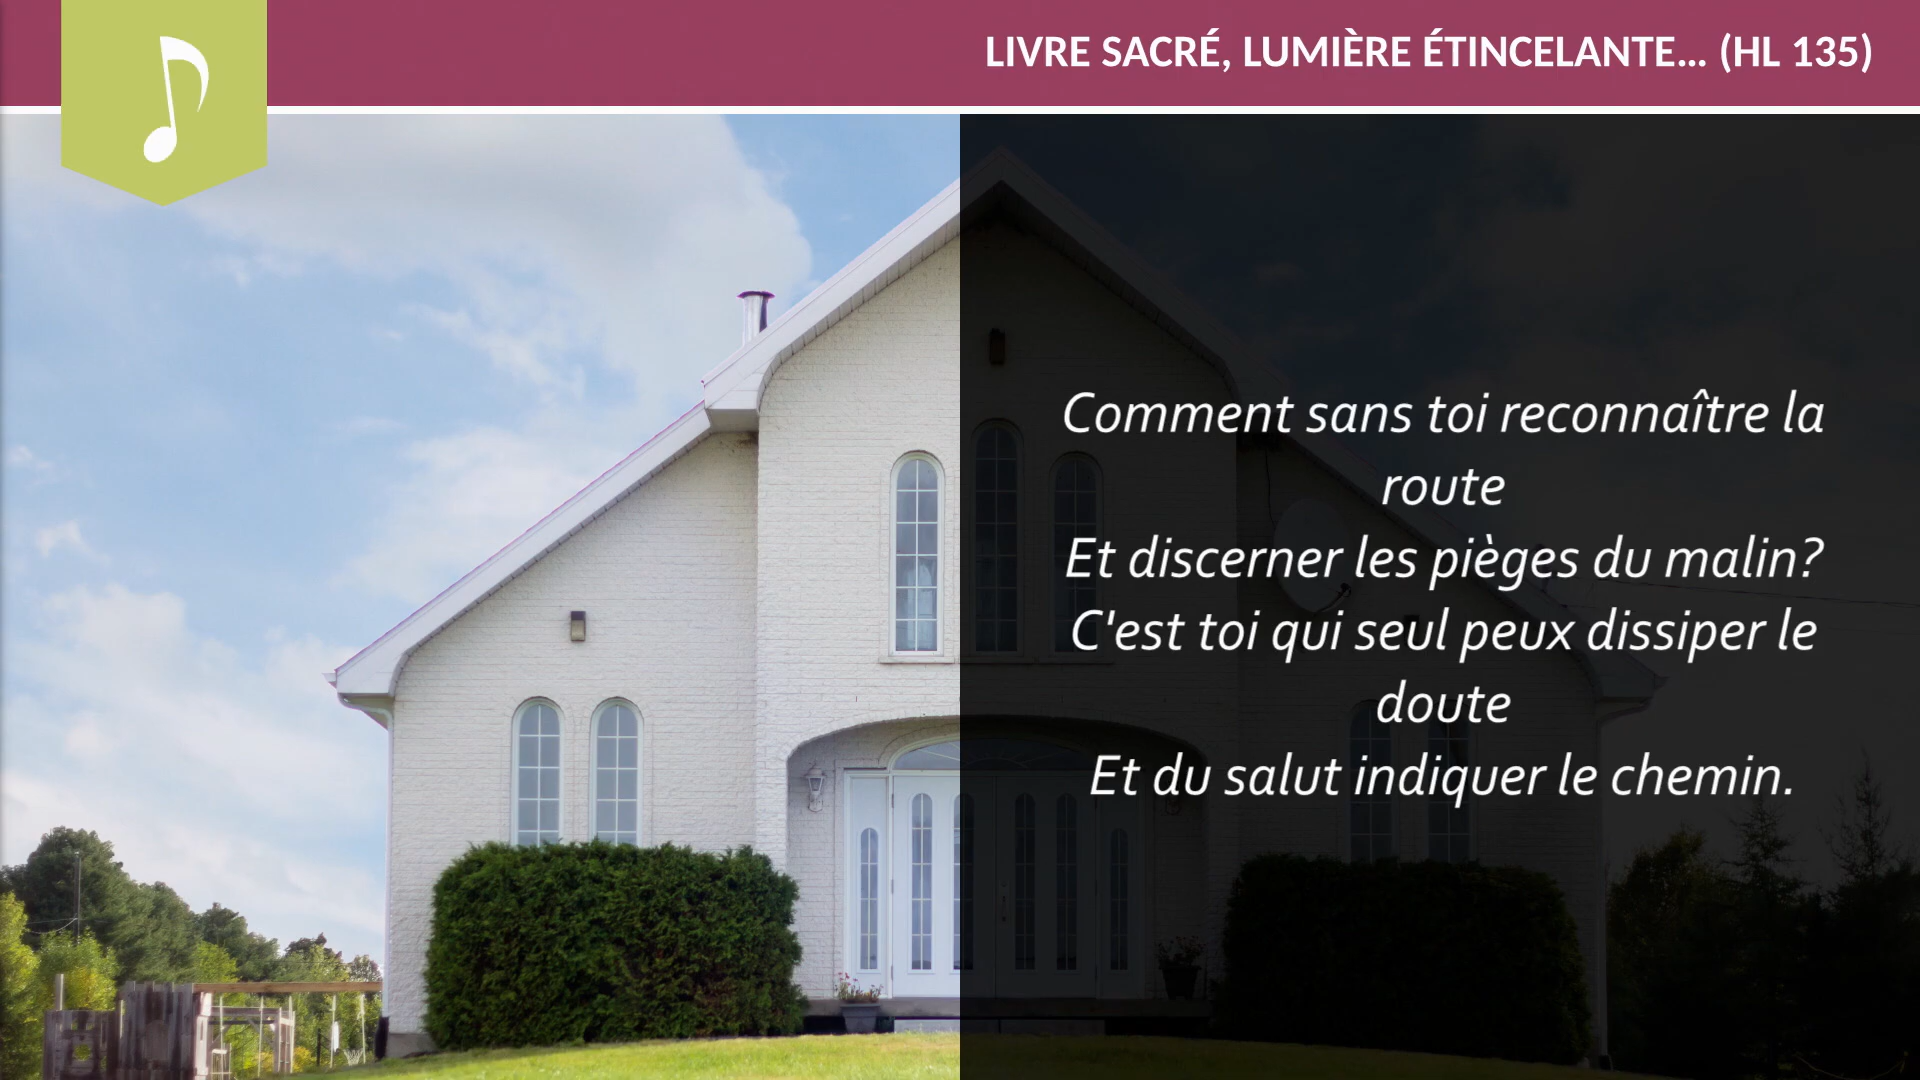 LIVRE SACRÉ, LUMIÈRE ÉTINCELANTE... (HL 135)
Comment sans toi reconnaître la
route
Et discerner les pièges du malin?
C'est toi qui seul peux dissiper le
doute
Et du salut indiquer le chemin.